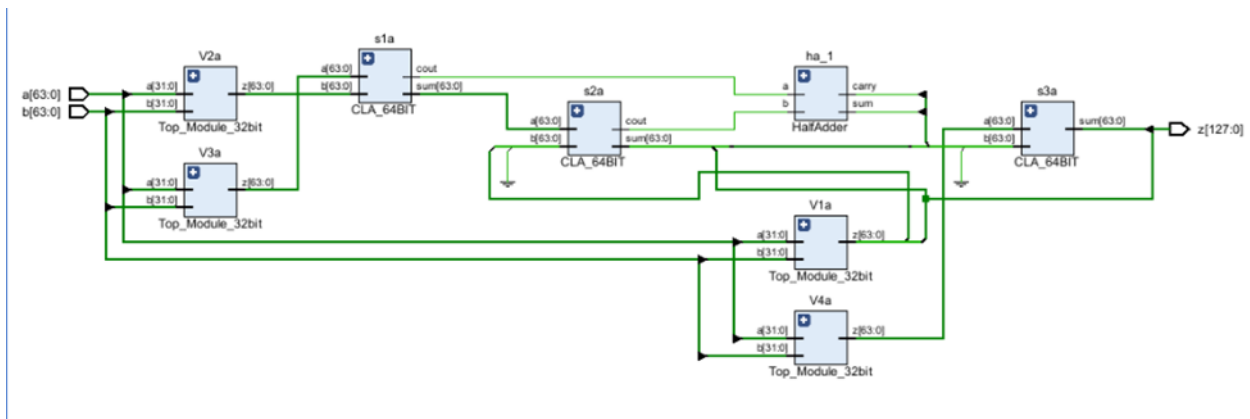 V2a
a[31:0]
b[31:0]
z[63:0]
Top_Module_32bit
a[63:0]
b[63:0]
V3a
a[31:0]
b[31:0]
z[63:0]
Top_Module_32bit
s1a
a[63:0]
b[63:0]
cout
sum[63:0]
CLA_64BIT
s2a
a[63:0]
b[63:0]
cout
sum[63:0]
CLA_64BIT
ha_1
a
b
carry
sum
HalfAdder
s3a
a[63:0]
b[63:0]
sum[63:0]
CLA_64BIT
z[127:0]
V1a
a[31:0]
b[31:0]
z[63:0]
Top_Module_32bit
V4a
a[31:0]
b[31:0]
z[63:0]
Top_Module_32bit